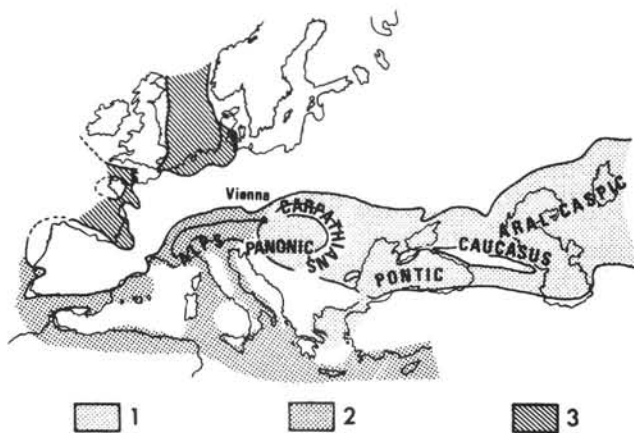 Vienna
CARPATHIANS
ALPS
PANONIC
ARAL-CASPIC
CAUCASUS
PONTIC
1 2 3